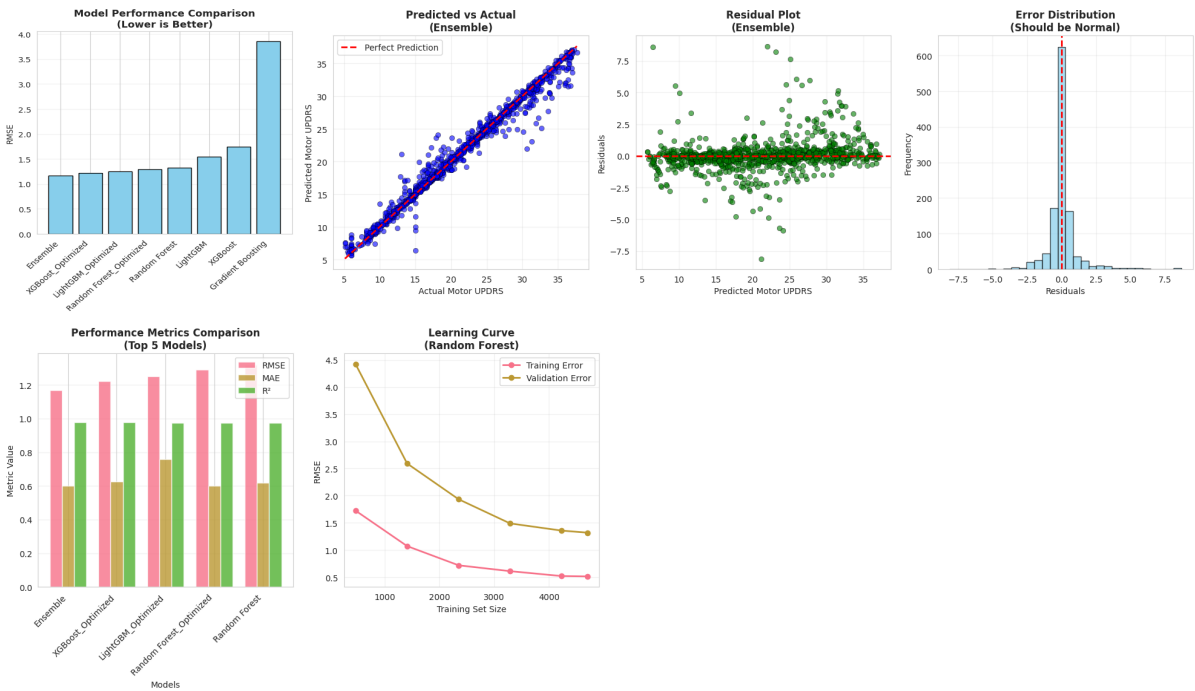 Model Performance Comparison
(Lower is Better)
4.0
3.5
3.0
2.5
2.0
1.5
1.0
0.5
0.0
RMSE
Ensemble
XGBoost_Optimized
LightGBM_Optimized
Random Forest_Optimized
Random Forest
LightGBM
XGBoost
Gradient Boosting
Predicted vs Actual
(Ensemble)
Perfect Prediction
35
30
25
20
15
10
5
Predicted Motor UPDRS
5 10 15 20 25 30 35
Actual Motor UPDRS
Residual Plot
(Ensemble)
7.5
5.0
2.5
0.0
−2.5
−5.0
−7.5
Residuals
5 10 15 20 25 30 35
Predicted Motor UPDRS
Error Distribution
(Should be Normal)
600
500
400
300
200
100
0
Frequency
−7.5 −5.0 −2.5 0.0 2.5 5.0 7.5
Residuals
Performance Metrics Comparison
(Top 5 Models)
RMSE
MAE
R²
1.2
1.0
0.8
0.6
0.4
0.2
0.0
Metric Value
Ensemble
XGBoost_Optimized
LightGBM_Optimized
Random Forest_Optimized
Random Forest
Models
Learning Curve
(Random Forest)
Training Error
Validation Error
4.5
4.0
3.5
3.0
2.5
2.0
1.5
1.0
0.5
RMSE
1000 2000 3000 4000
Training Set Size